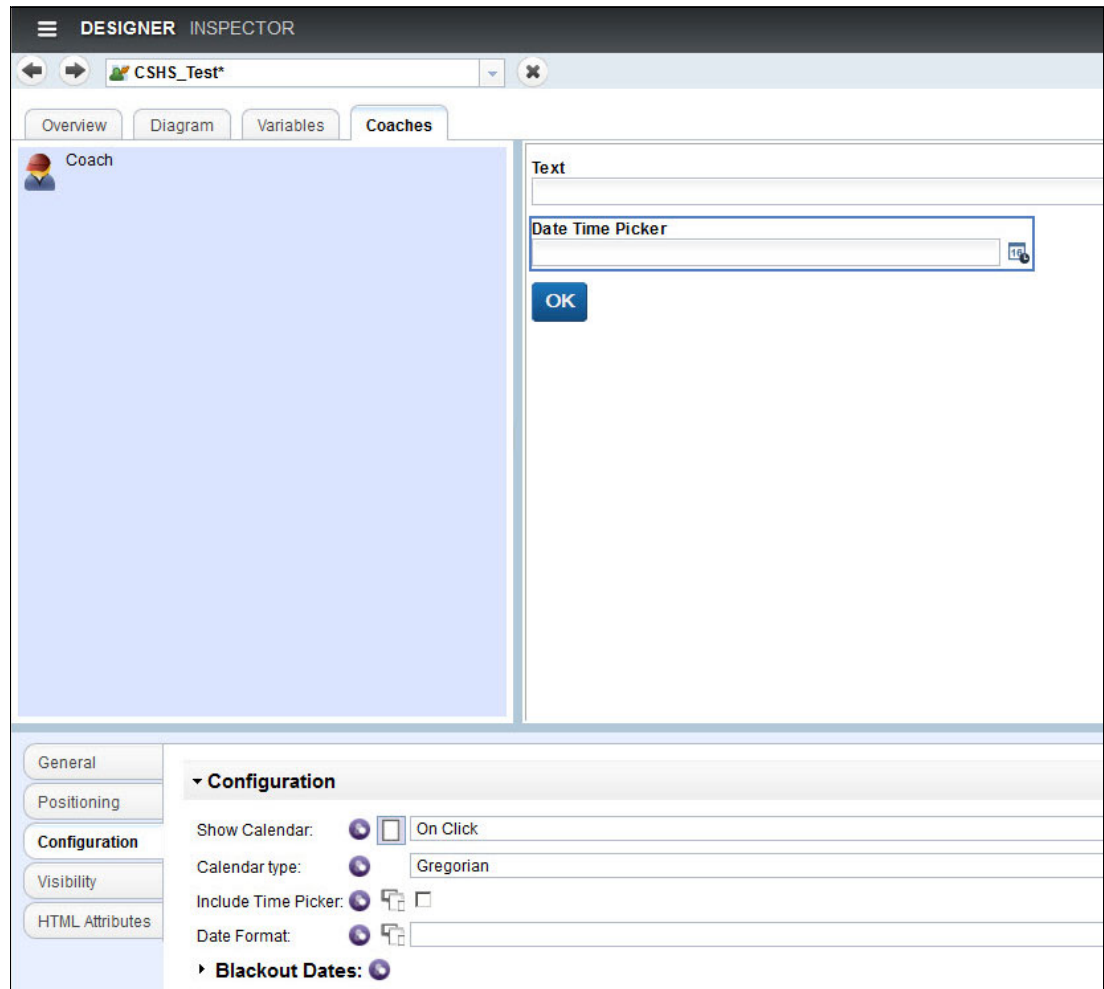 DESIGNER INSPECTOR
CSHS_Test*
Overview Diagram Variables Coaches
Coach
Text
Date Time Picker
16
OK
General
Positioning
Configuration
Visibility
HTML Attributes
Configuration
Show Calendar: On Click
Calendar type: Gregorian
Include Time Picker:
Date Format:
Blackout Dates: